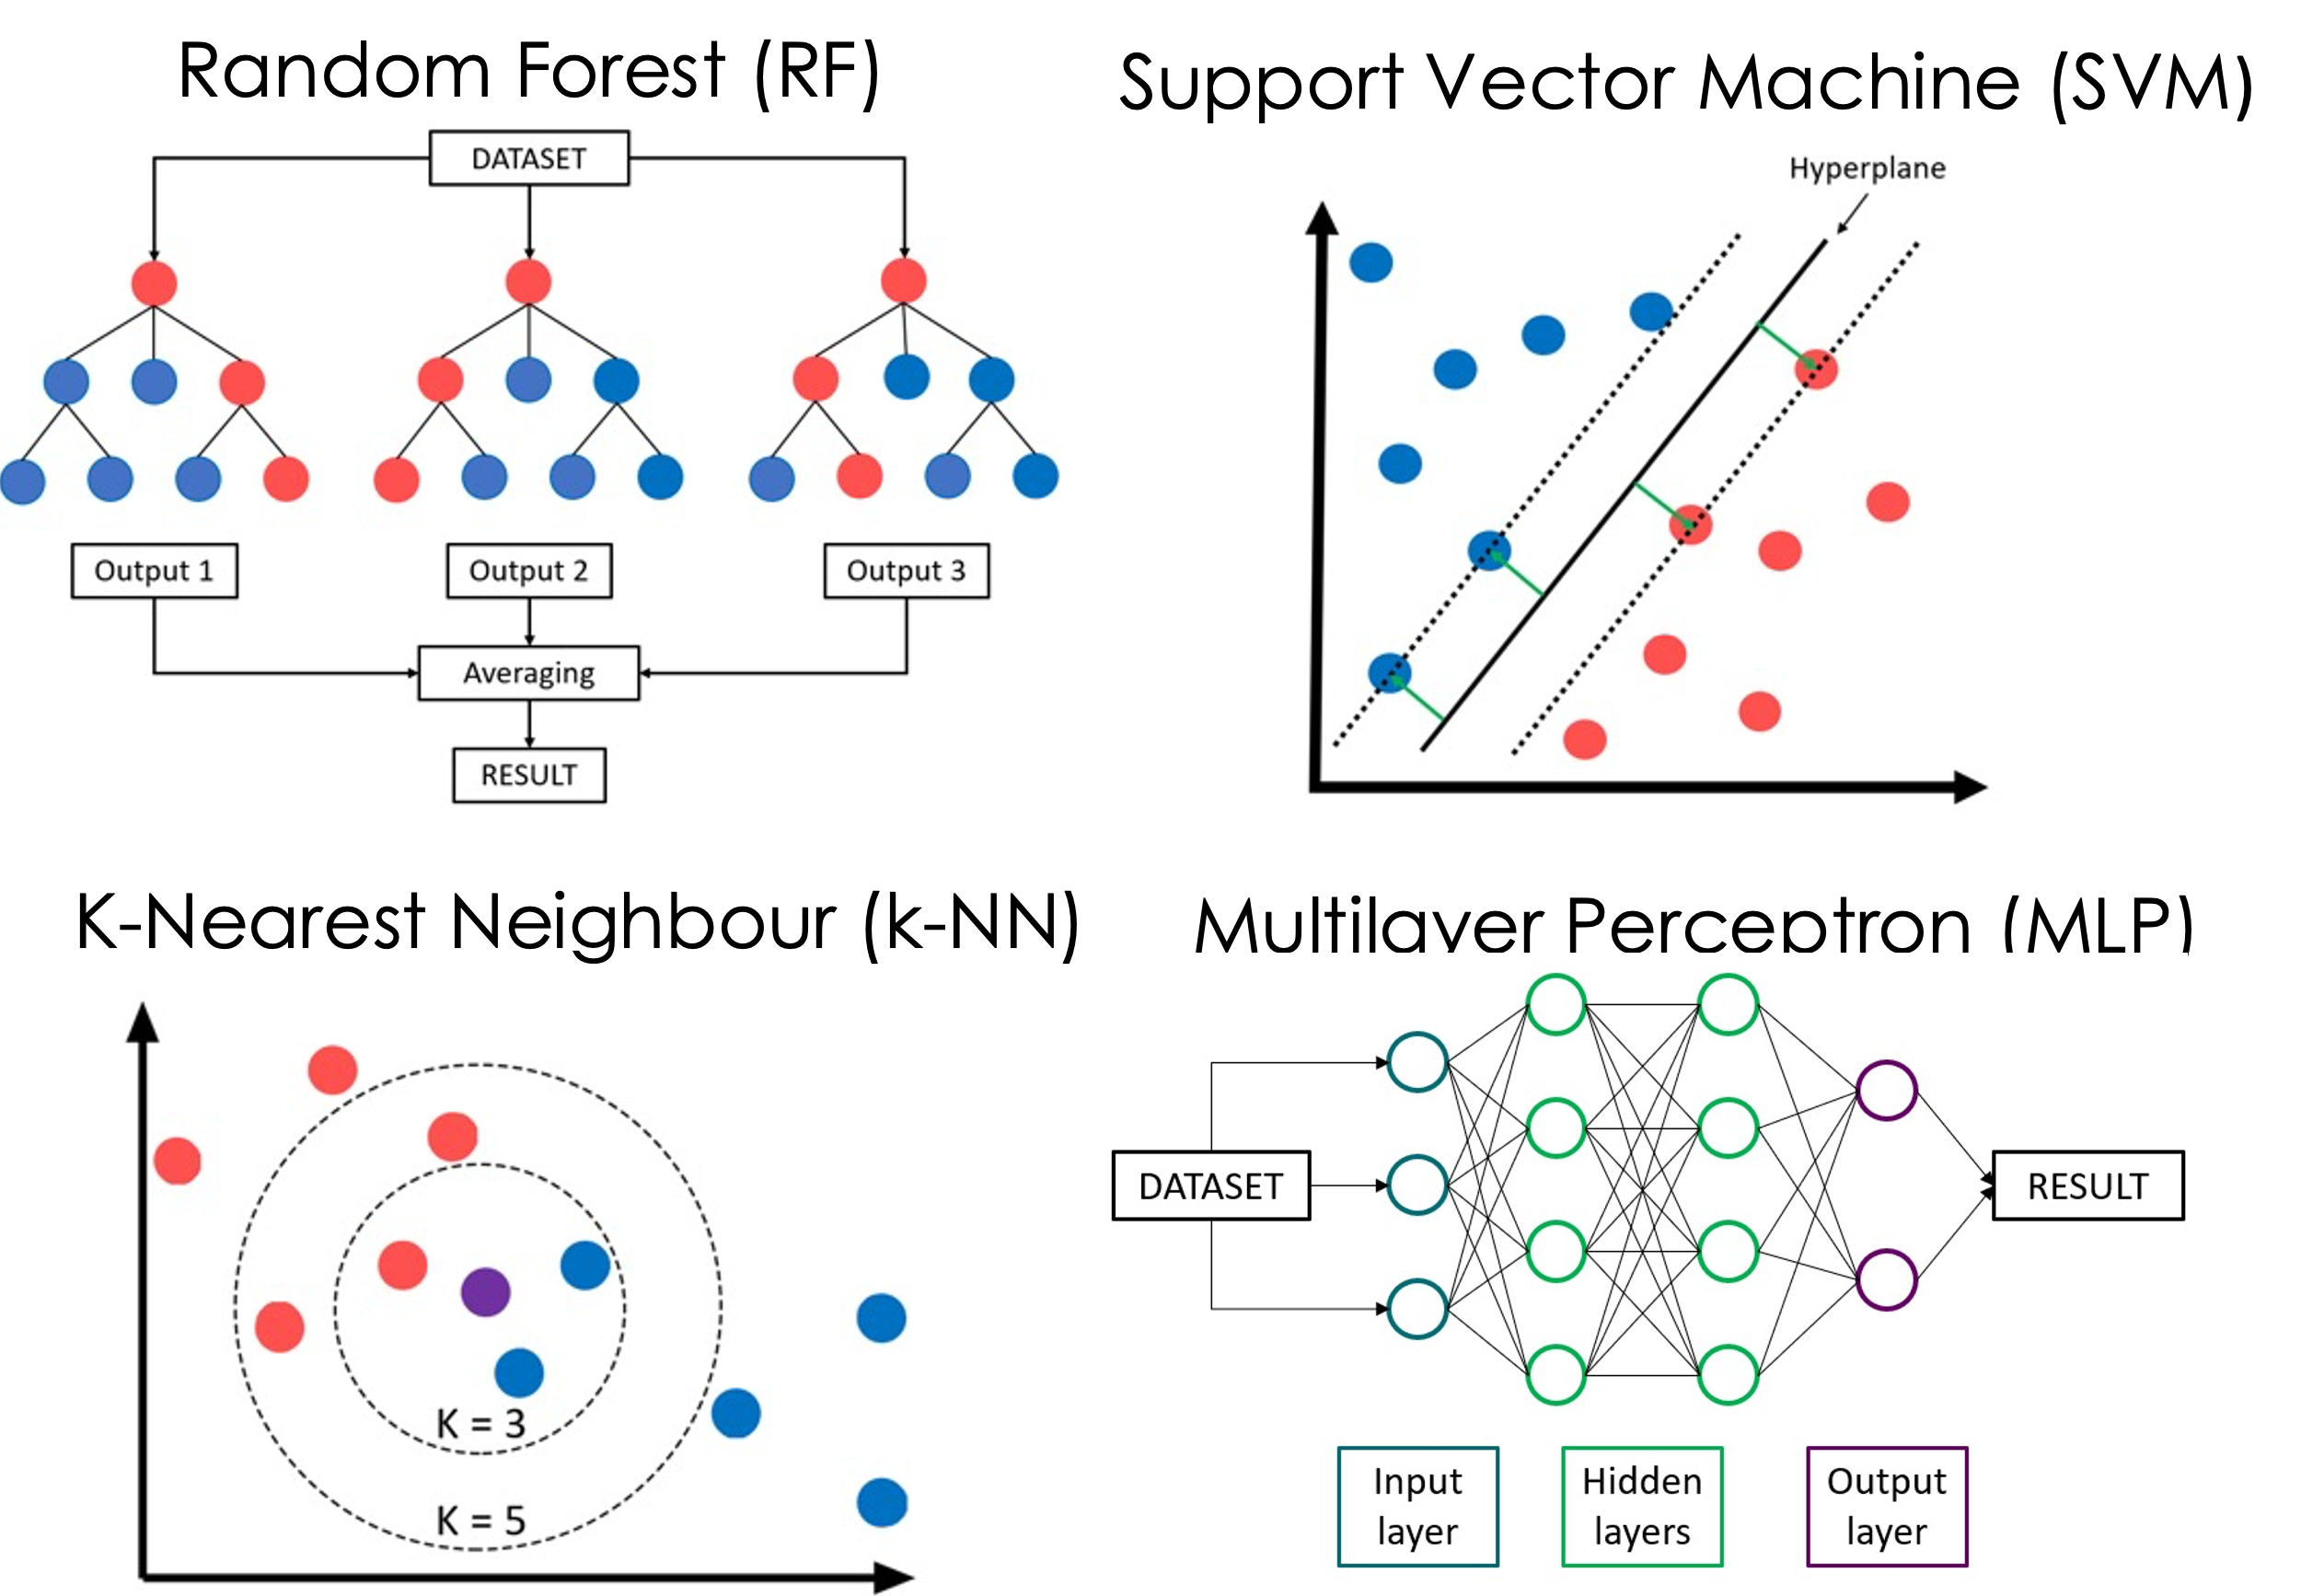 Random Forest (RF)
DATASET
Output 1
Output 2
Output 3
Averaging
RESULT
Support Vector Machine (SVM)
Hyperplane
K-Nearest Neighbour (k-NN)
K = 3
K = 5
Multilayer Perceptron (MLP)
DATASET
RESULT
Input
layer
Hidden
layers
Output
layer